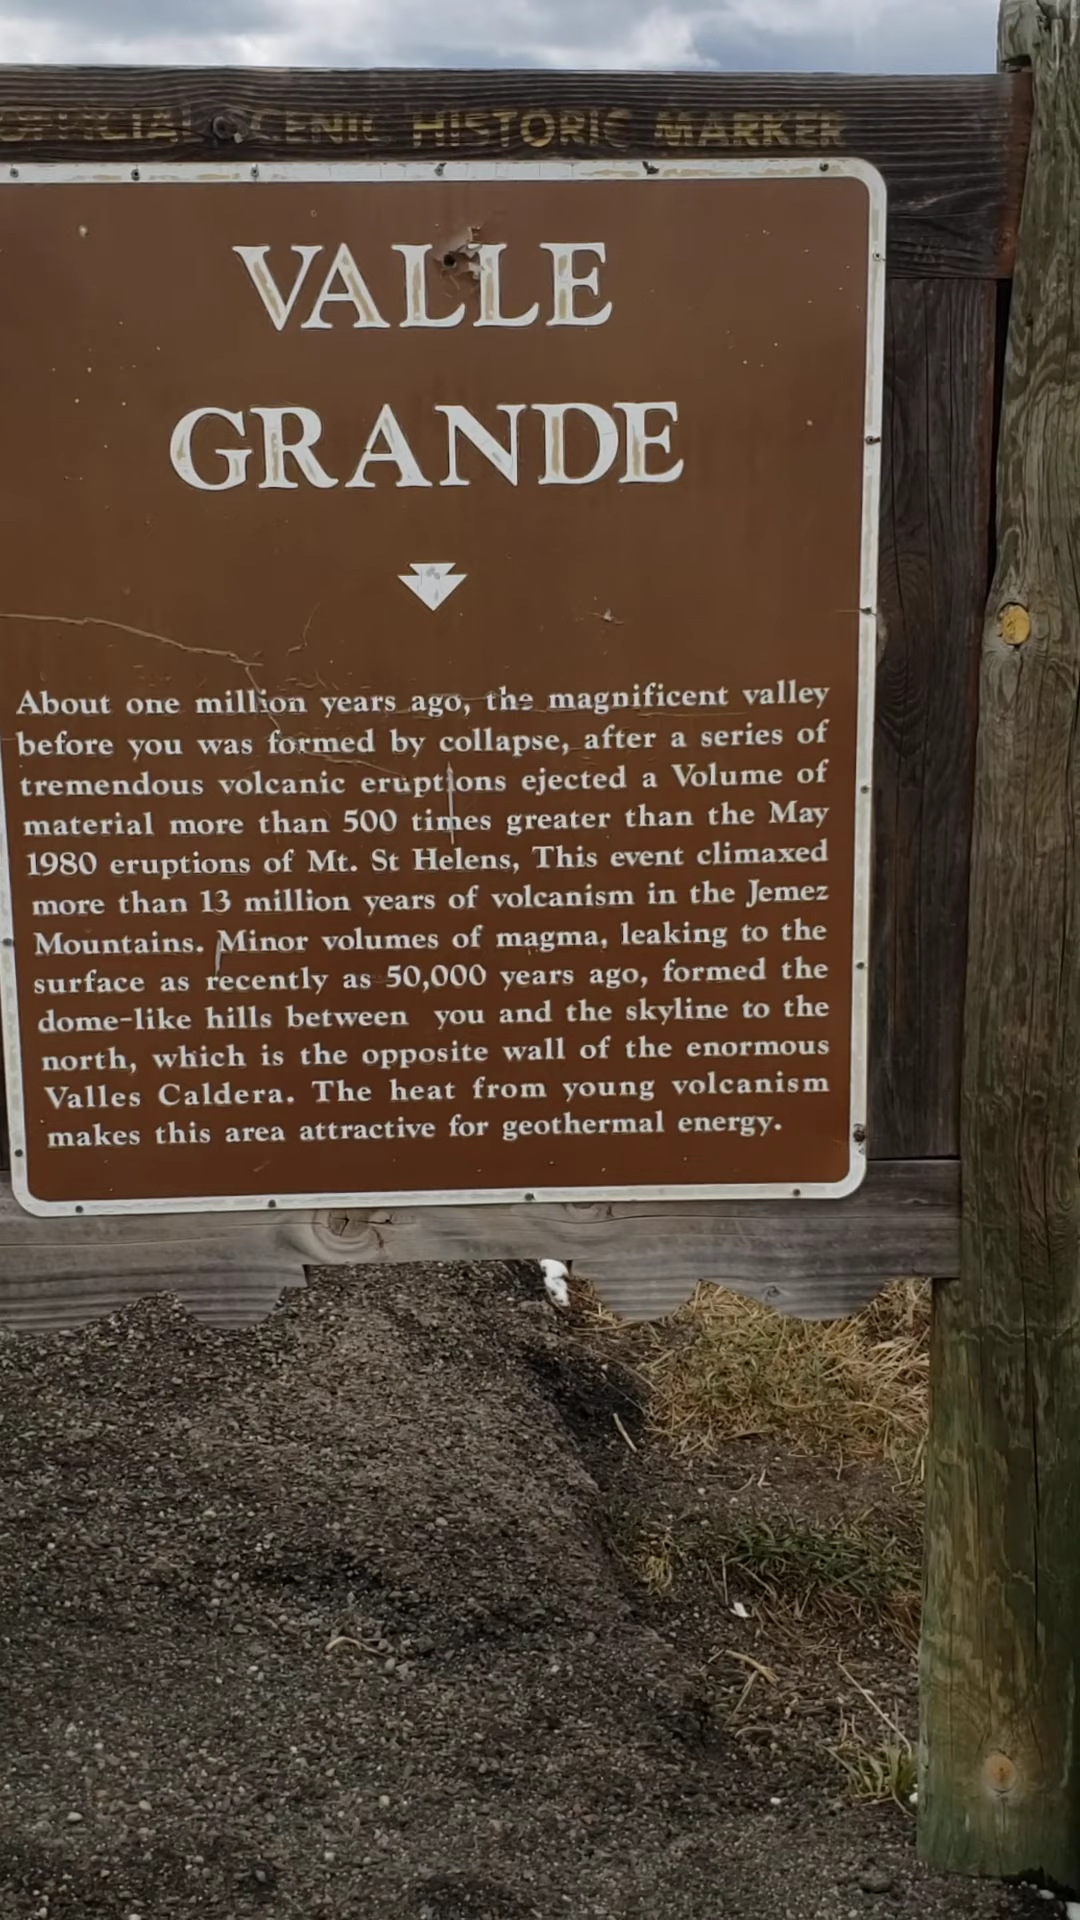 OFFICIAL SCENIC HISTORIC MARKER
VALLE
GRANDE
About one million years ago, the magnificent valley
before you was formed by collapse, after a series of
tremendous volcanic eruptions ejected a Volume of
material more than 500 times greater than the May
1980 eruptions of Mt. St Helens, This event climaxed
more than 13 million years of volcanism in the Jemez
Mountains. Minor volumes of magma, leaking to the
surface as recently as 50,000 years ago, formed the
dome-like hills between you and the skyline to the
north, which is the opposite wall of the enormous
Valles Caldera. The heat from young volcanism
makes this area attractive for geothermal energy.